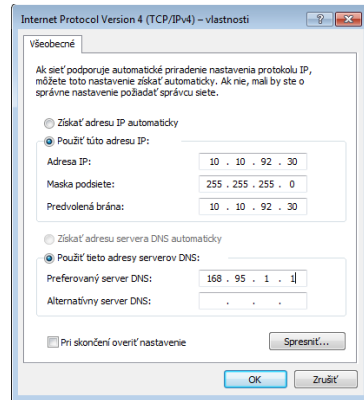 Internet Protocol Version 4 (TCP/IPv4) – vlastnosti
Všeobecné
Ak sieť podporuje automatické priradenie nastavenia protokolu IP,
môžete toto nastavenie získať automaticky. Ak nie, mali by ste o
správne nastavenie požiadať správcu siete.
Získať adresu IP automaticky
Použiť túto adresu IP:
Adresa IP: 10 . 10 . 92 . 30
Maska podsiete: 255 . 255 . 255 . 0
Predvolená brána: 10 . 10 . 92 . 30
Získať adresu servera DNS automaticky
Použiť tieto adresy serverov DNS:
Preferovaný server DNS: 168 . 95 . 1 . 1
Alternatívny server DNS: . . .
Pri skončení overiť nastavenie
Spresniť...
OK Zrušiť